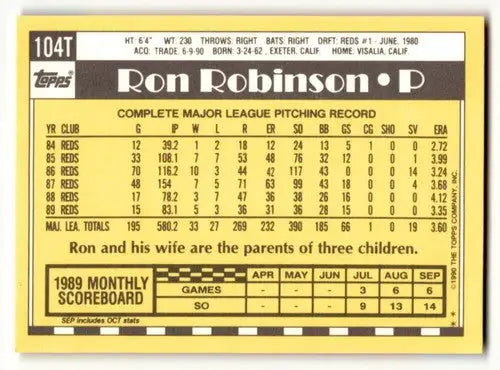 104T
HT: 6'4" WT: 230 THROWS: RIGHT BATS: RIGHT DRFT: REDS #1 - JUNE, 1980
ACQ: TRADE, 6-9-90 BORN: 3-24-62, EXETER, CALIF. HOME: VISALIA, CALIF.
Topps
Ron Robinson • P
COMPLETE MAJOR LEAGUE PITCHING RECORD
YR CLUB G IP W L R ER SO BB GS CG SHO SV ERA
84 REDS 12 39.2 1 2 18 12 24 13 5 1 0 0 2.72
85 REDS 33 108.1 7 7 53 48 76 32 12 0 0 1 3.99
86 REDS 70 116.2 10 3 44 42 117 43 0 0 0 14 3.24
87 REDS 48 154 7 5 71 63 99 43 18 0 0 4 3.68
88 REDS 17 78.2 3 7 47 36 38 26 16 0 0 0 4.12
89 REDS 15 83.1 5 3 36 31 36 28 15 0 0 0 3.35
MAJ. LEA. TOTALS 195 580.2 33 27 269 232 390 185 66 1 0 19 3.60
Ron and his wife are the parents of three children.
1989 MONTHLY SCOREBOARD
APR MAY JUN JUL AUG SEP
GAMES - - - 3 6 6
SO - - - 9 13 14
SEP includes OCT stats
©1990 THE TOPPS COMPANY, INC.
* *